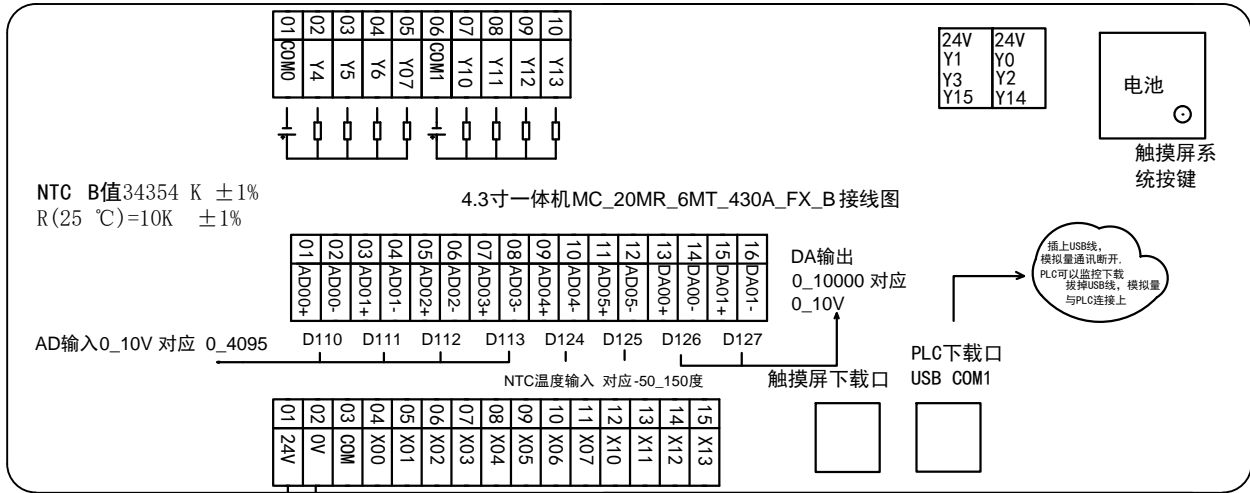 01 02 03 04 05 06 07 08 09 10
COM0 Y4 Y5 Y6 Y07 COM1 Y10 Y11 Y12 Y13
24V 24V
Y1 Y0
Y3 Y2
Y15 Y14
电池
触摸屏系
统按键
NTC B值34354 K ±1%
R(25 ℃)=10K ±1%
4.3寸一体机MC_20MR_6MT_430A_FX_B接线图
01 02 03 04 05 06 07 08 09 10 11 12 13 14 15 16
AD00+ AD00- AD01+ AD01- AD02+ AD02- AD03+ AD03- AD04+ AD04- AD05+ AD05- DA00+ DA00- DA01+ DA01-
DA输出
0_10000 对应
0_10V
插上USB线,
模拟量通讯断开.
PLC可以监控下载
拔掉USB线, 模拟量
与PLC连接上
AD输入0_10V 对应 0_4095
D110 D111 D112 D113 D124 D125 D126 D127
NTC温度输入 对应-50_150度
触摸屏下载口
PLC下载口
USB COM1
01 02 03 04 05 06 07 08 09 10 11 12 13 14 15
24V 0V COM X00 X01 X02 X03 X04 X05 X06 X07 X10 X11 X12 X13